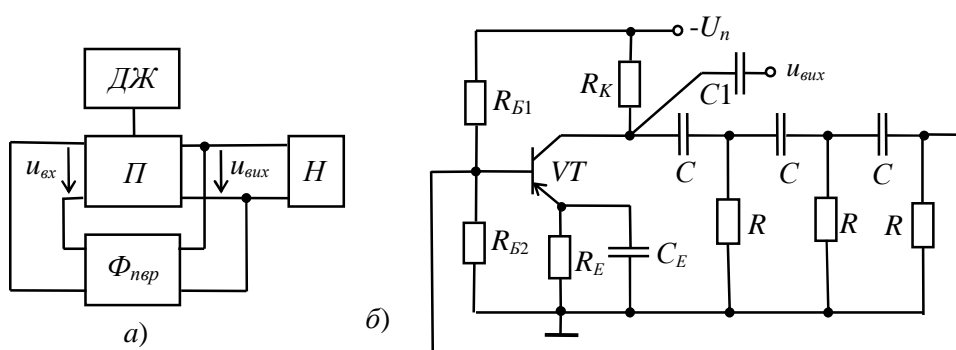 ДЖ
u_вх
П
u_вих
Н
Ф_пвр
а)
-U_п
R_К
C1
u_вих
R_Б1
VT
C
C
C
R_Б2
R_E
C_E
R
R
R
б)